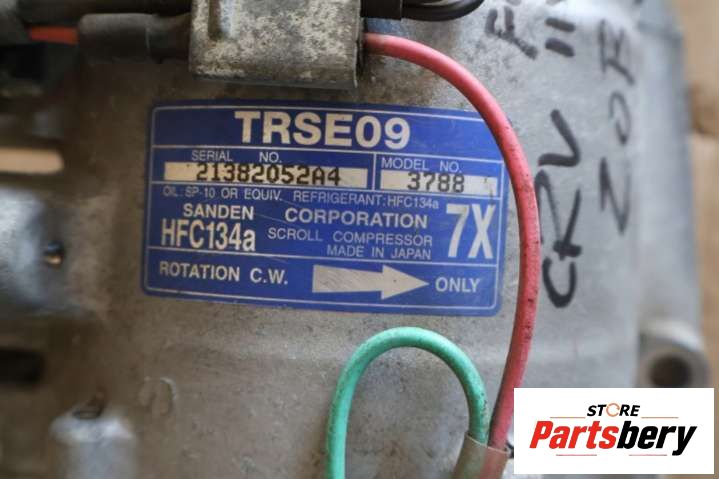 TRSE09
SERIAL NO.
21382052A4
MODEL NO.
3788
OIL: SP-10 OR EQUIV. REFRIGERANT: HFC134a
SANDEN CORPORATION
HFC134a
SCROLL COMPRESSOR
MADE IN JAPAN
7X
ROTATION C.W. ONLY
CRV
STORE
Partsbery